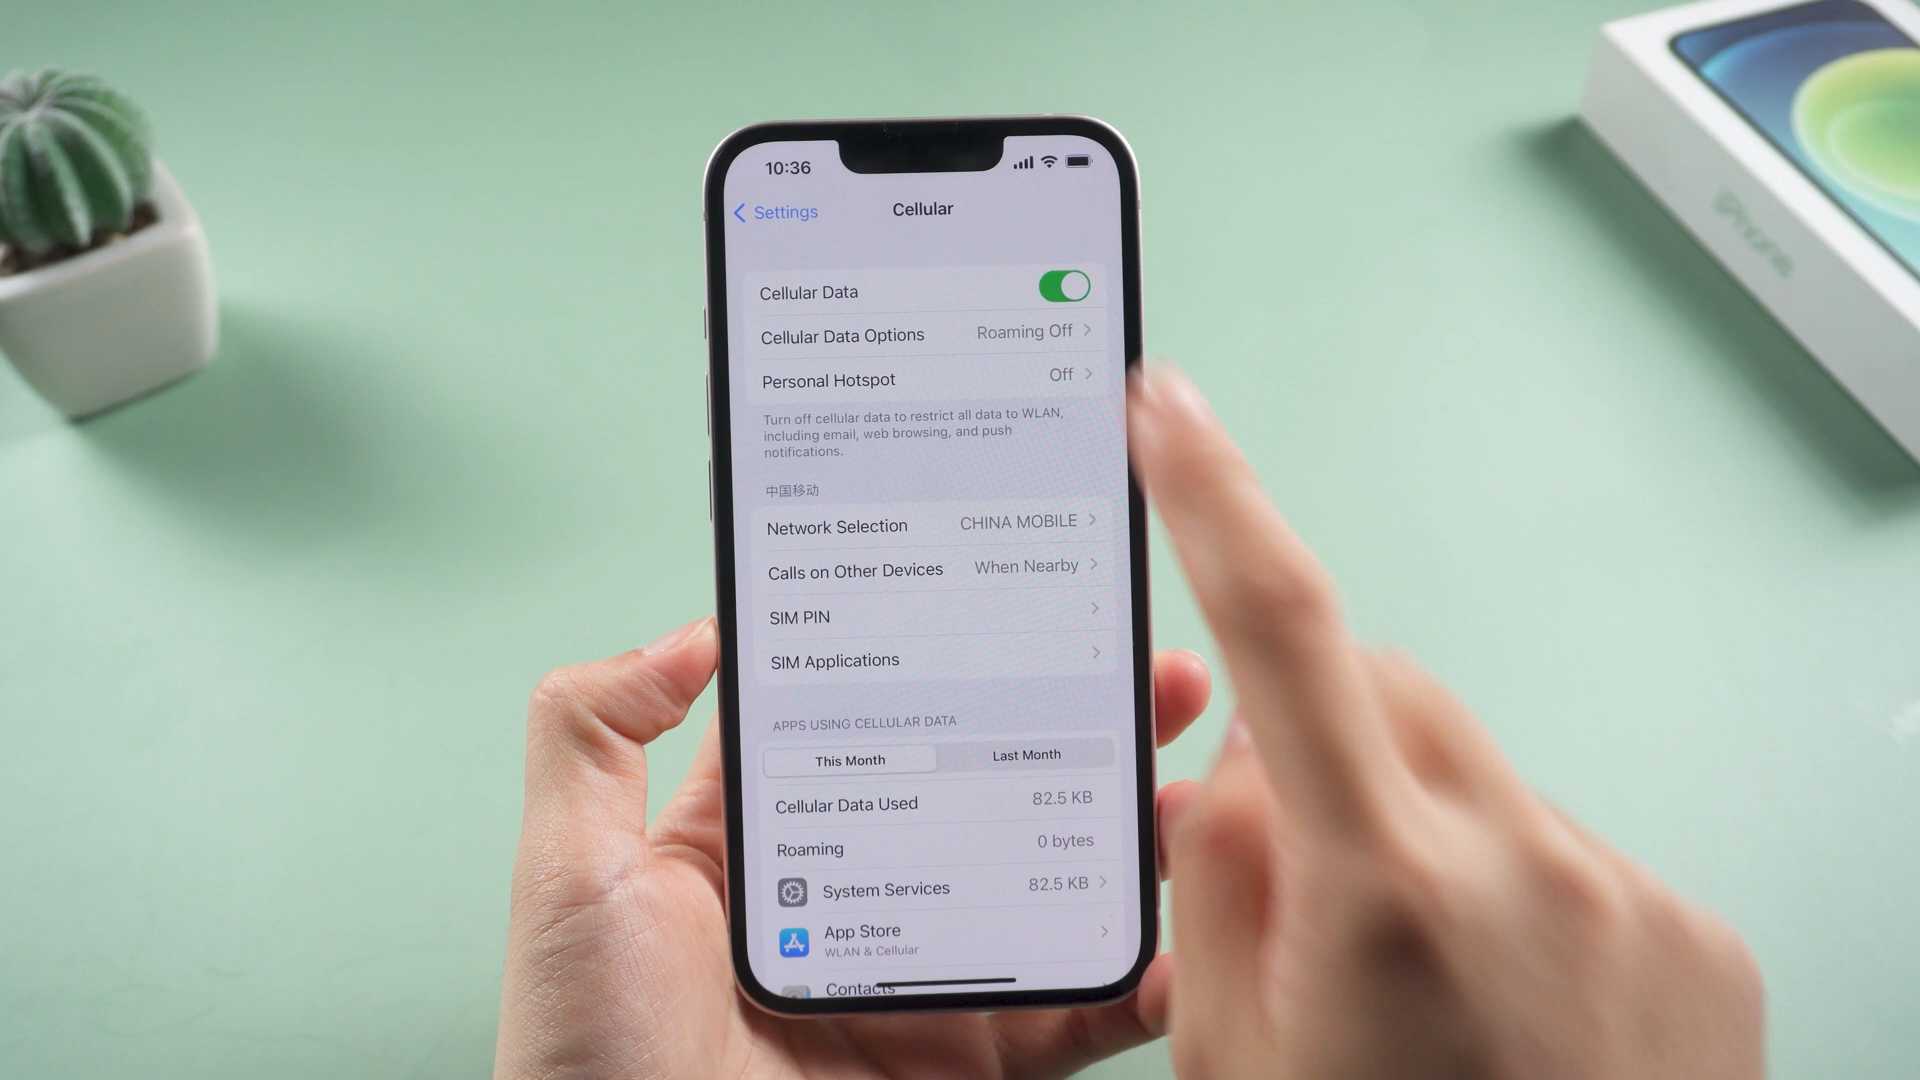 10:36
Settings
Cellular
Cellular Data
Cellular Data Options Roaming Off
Personal Hotspot Off
Turn off cellular data to restrict all data to WLAN,
including email, web browsing, and push
notifications.
中国移动
Network Selection CHINA MOBILE
Calls on Other Devices When Nearby
SIM PIN
SIM Applications
APPS USING CELLULAR DATA
This Month Last Month
Cellular Data Used 82.5 KB
Roaming 0 bytes
System Services 82.5 KB
App Store
WLAN & Cellular
Contacts
iPhone